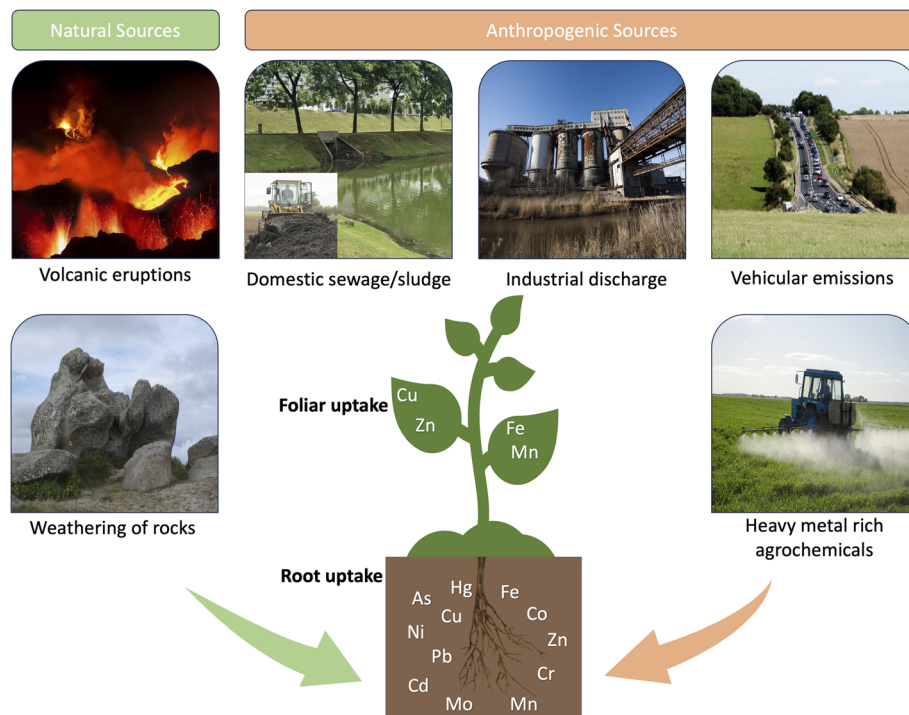 Natural Sources
Anthropogenic Sources
Volcanic eruptions
Domestic sewage/sludge
Industrial discharge
Vehicular emissions
Foliar uptake
Cu
Zn
Fe
Mn
Weathering of rocks
Heavy metal rich
agrochemicals
Root uptake
As
Hg
Fe
Cu
Co
Ni
Zn
Pb
Cr
Cd
Mo
Mn